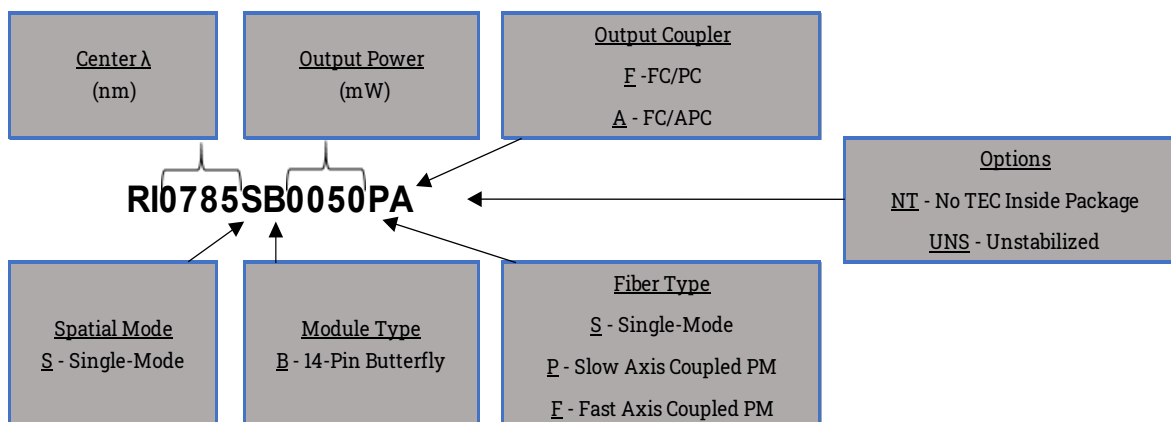 Center λ
(nm)
Output Power
(mW)
Output Coupler
F -FC/PC
A - FC/APC
Options
NT - No TEC Inside Package
UNS - Unstabilized
RI0785SB0050PA
Spatial Mode
S - Single-Mode
Module Type
B - 14-Pin Butterfly
Fiber Type
S - Single-Mode
P - Slow Axis Coupled PM
F - Fast Axis Coupled PM